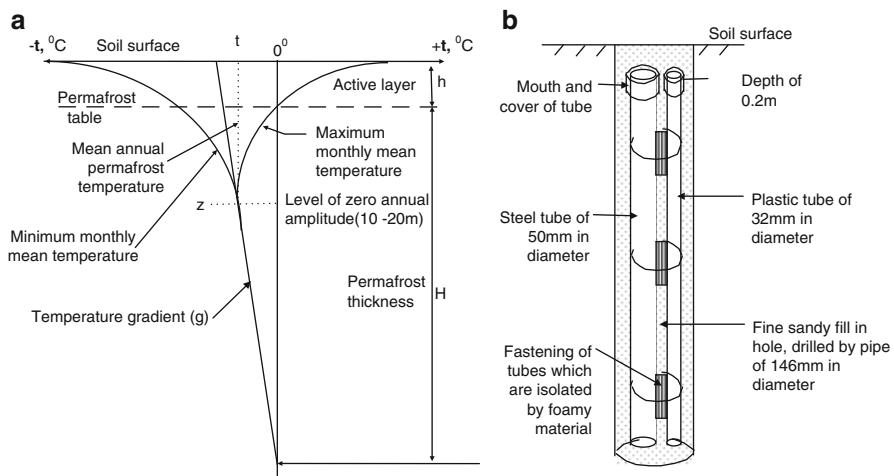 a
-t, ⁰C
Soil surface
t
0⁰
+t, ⁰C
Active layer
h
Permafrost
table
Mean annual
permafrost
temperature
Maximum
monthly mean
temperature
z
Level of zero annual
amplitude(10 -20m)
Minimum monthly
mean temperature
Permafrost
thickness
H
Temperature gradient (g)
b
Soil surface
Mouth and
cover of tube
Depth of
0.2m
Steel tube of
50mm in
diameter
Plastic tube of
32mm in
diameter
Fastening of
tubes which
are isolated
by foamy
material
Fine sandy fill in
hole, drilled by pipe
of 146mm in
diameter